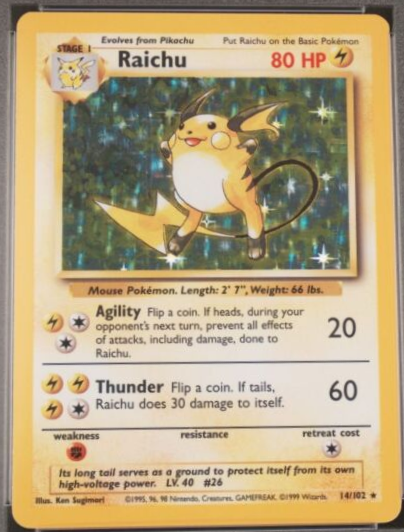 Evolves from Pikachu Put Raichu on the Basic Pokémon
STAGE 1
Raichu 80 HP
Mouse Pokémon. Length: 2' 7", Weight: 66 lbs.
Agility Flip a coin. If heads, during your
opponent's next turn, prevent all effects
of attacks, including damage, done to
Raichu.
20
Thunder Flip a coin. If tails,
Raichu does 30 damage to itself.
60
weakness resistance retreat cost
Its long tail serves as a ground to protect itself from its own
high-voltage power. LV. 40 #26
Illus. Ken Sugimori ©1995, 96, 98 Nintendo, Creatures, GAMEFREAK. ©1999 Wizards. 14/102 ★